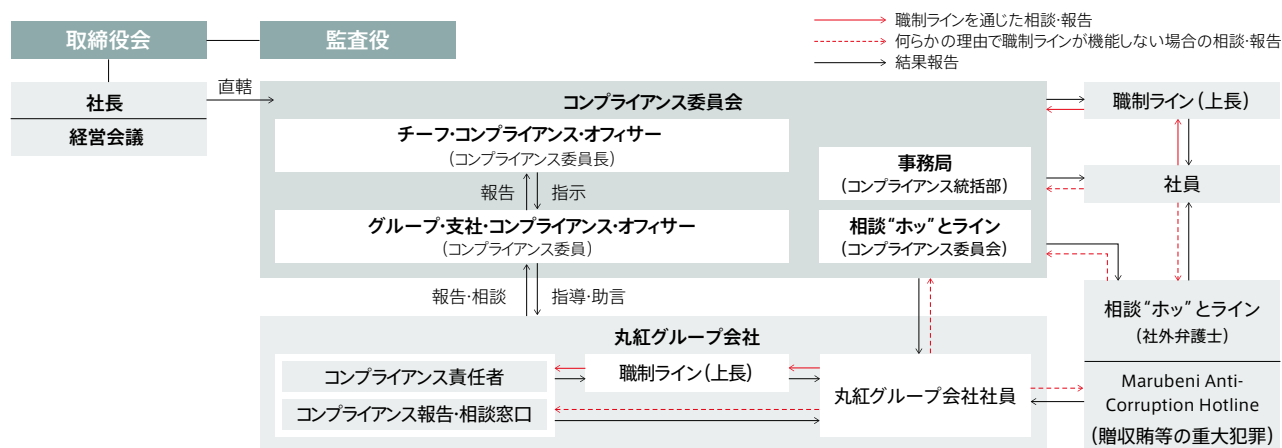 取締役会
監査役
職制ラインを通じた相談・報告
何らかの理由で職制ラインが機能しない場合の相談・報告
結果報告
社長
経営会議
直轄
コンプライアンス委員会
チーフ・コンプライアンス・オフィサー
(コンプライアンス委員長)
報告
指示
グループ・支社・コンプライアンス・オフィサー
(コンプライアンス委員)
事務局
(コンプライアンス統括部)
相談“ホッ”とライン
(コンプライアンス委員会)
職制ライン(上長)
社員
報告・相談
指導・助言
相談“ホッ”とライン
(社外弁護士)
Marubeni Anti-
Corruption Hotline
(贈収賄等の重大犯罪)
丸紅グループ会社
コンプライアンス責任者
職制ライン(上長)
コンプライアンス報告・相談窓口
丸紅グループ会社社員